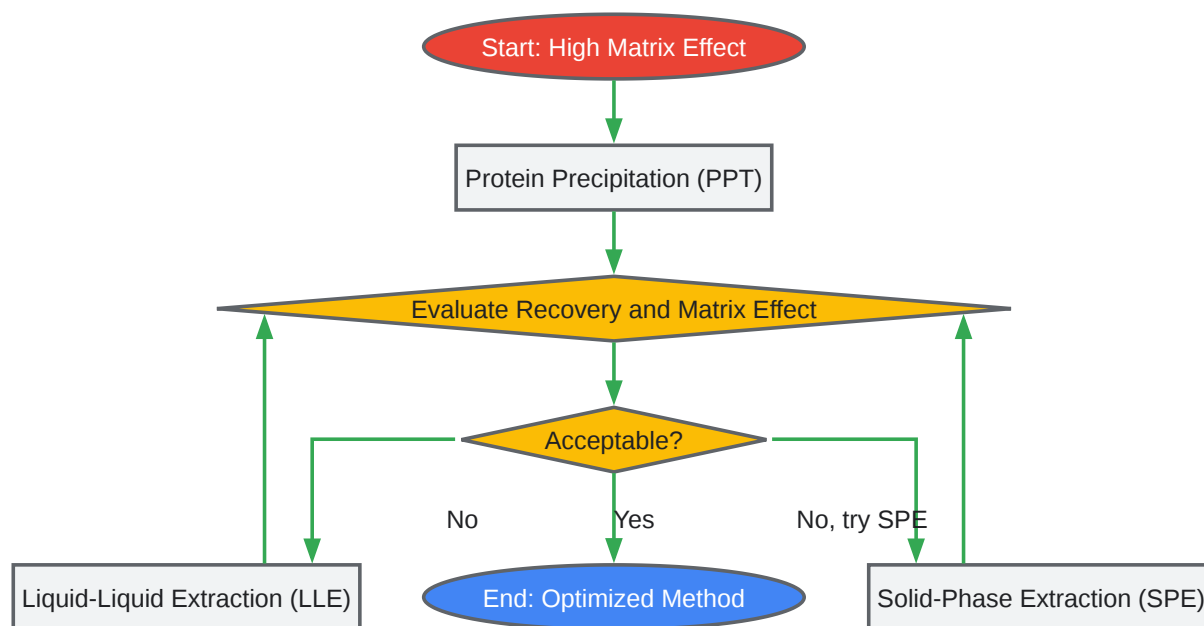 Start: High Matrix Effect
Protein Precipitation (PPT)
Evaluate Recovery and Matrix Effect
Acceptable?
No
Yes
No, try SPE
Liquid-Liquid Extraction (LLE)
End: Optimized Method
Solid-Phase Extraction (SPE)